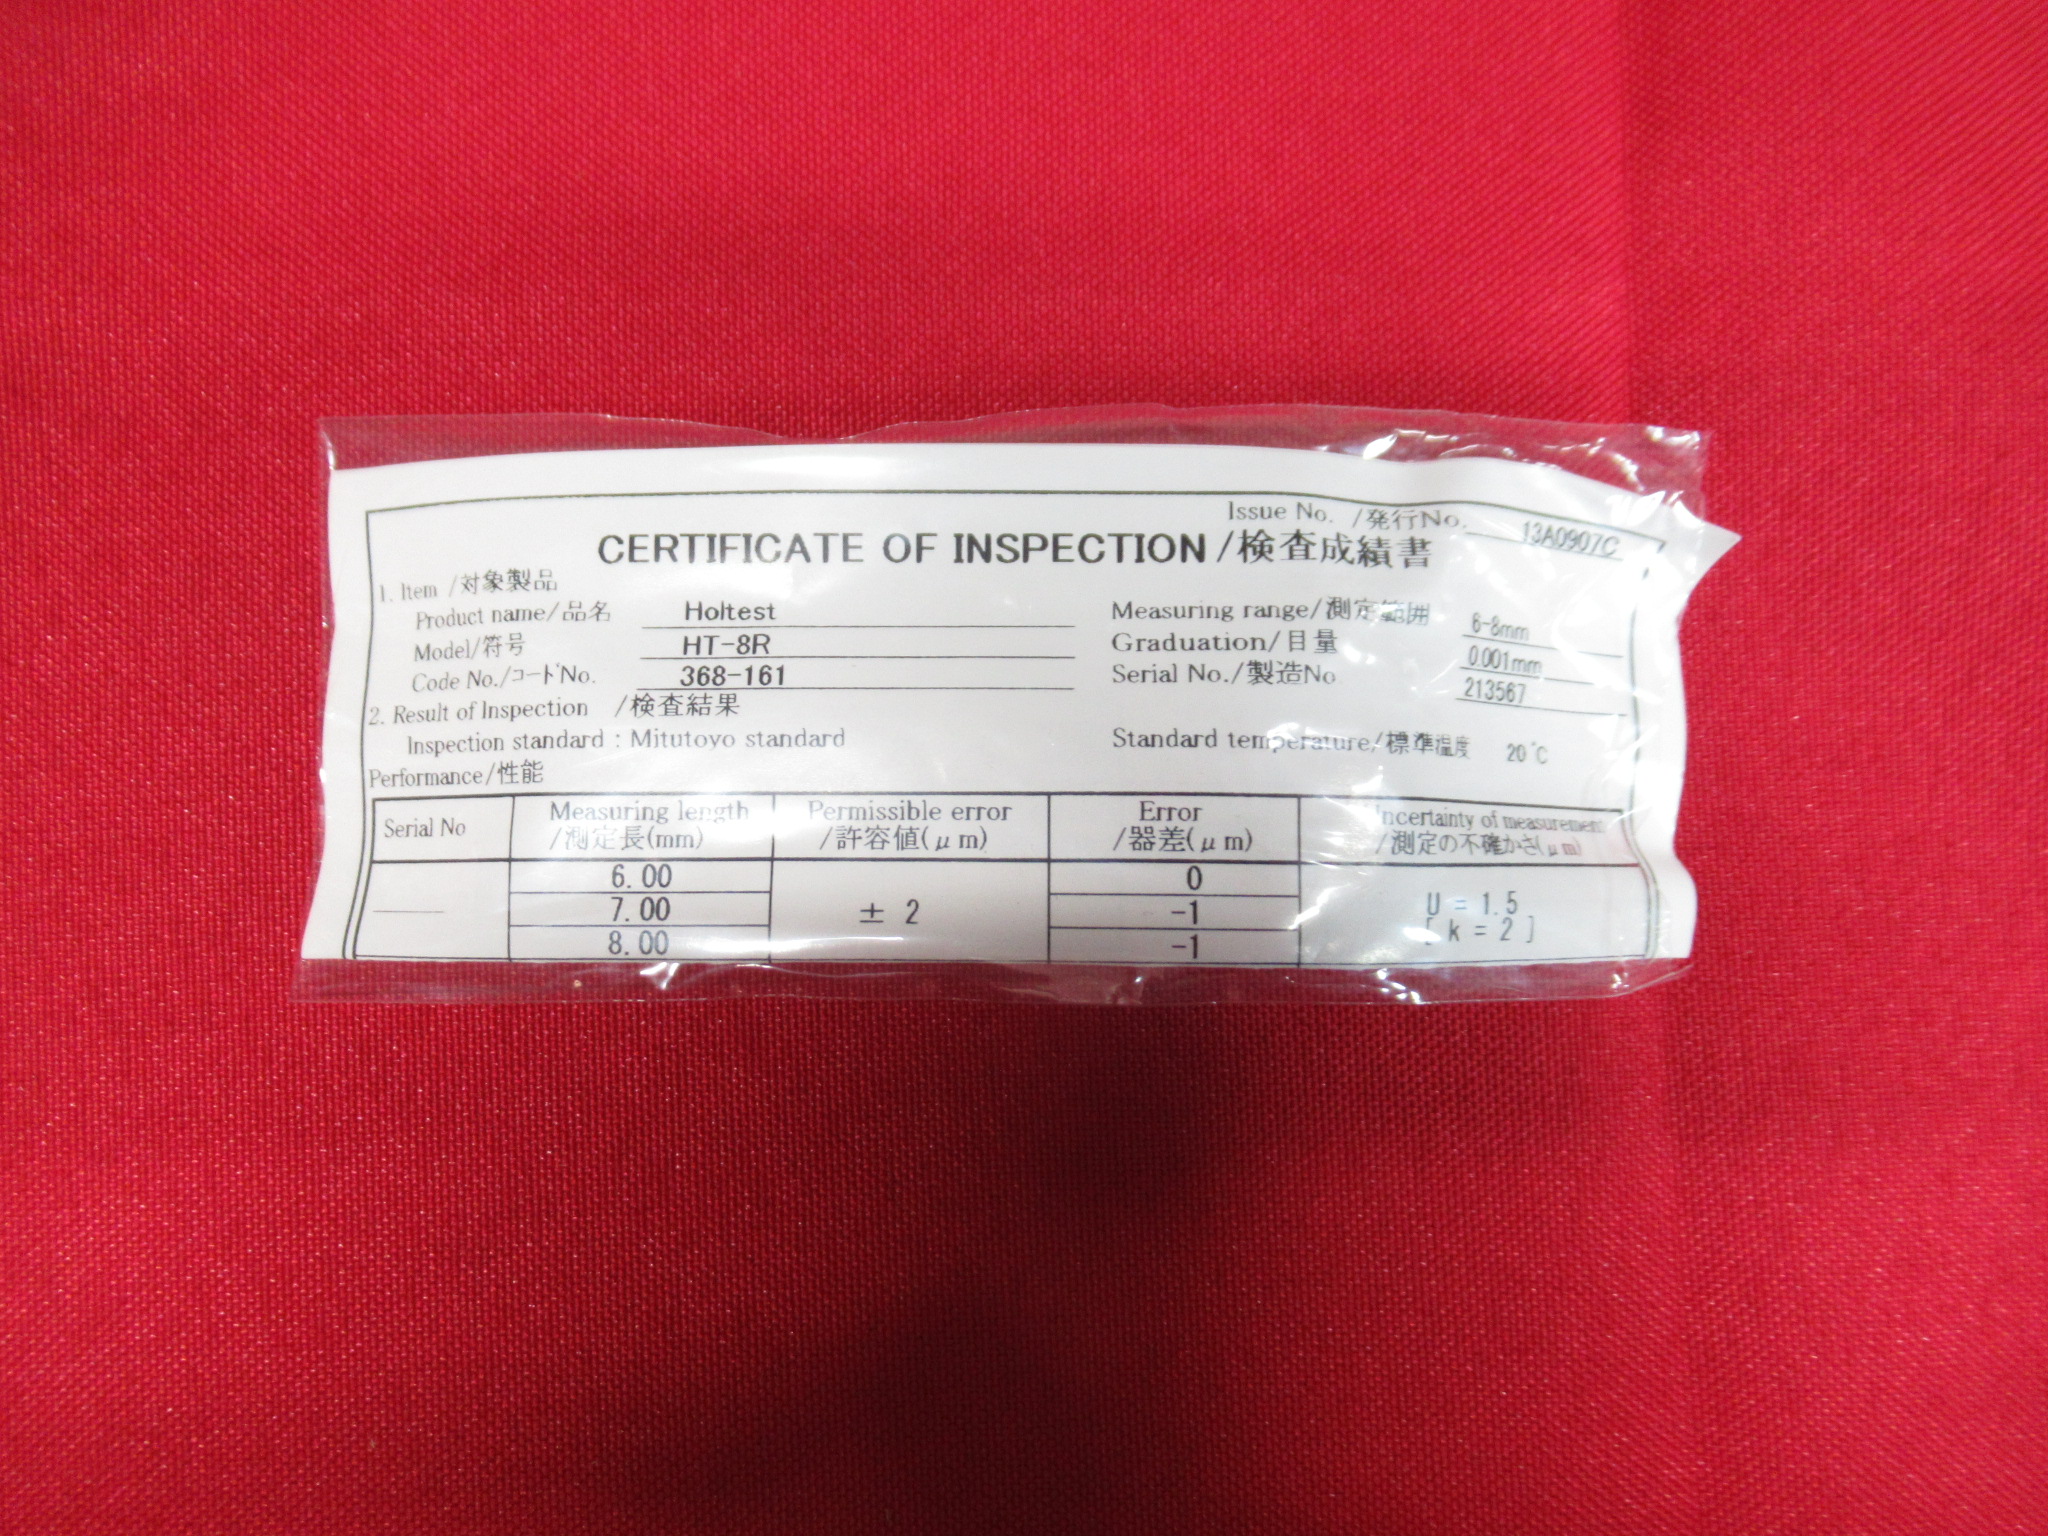 Issue No. /発行No. 13A0907C
CERTIFICATE OF INSPECTION/検査成績書
1. Item /対象製品
Product name/品名 Holtest Measuring range/測定範囲 6-8mm
Model/符号 HT-8R Graduation/目量 0.001mm
Code No./コードNo. 368-161 Serial No./製造No 213567
2. Result of Inspection /検査結果
Inspection standard : Mitutoyo standard Standard temperature/標準温度 20°C
Performance/性能
Serial No Measuring length Permissible error Error Uncertainty of measurement
/測定長(mm) /許容値(μm) /器差(μm) /測定の不確かさ(μm)
6.00 0
7.00 ± 2 -1 U = 1.5
8.00 -1 [ k = 2 ]